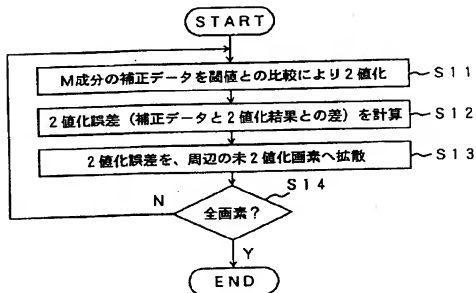 START
M成分の補正データを閾値との比較により2値化
S11
2値化誤差（補正データと2値化結果との差）を計算
S12
2値化誤差を、周辺の未2値化画素へ拡散
S13
S14
N
全画素？
Y
END